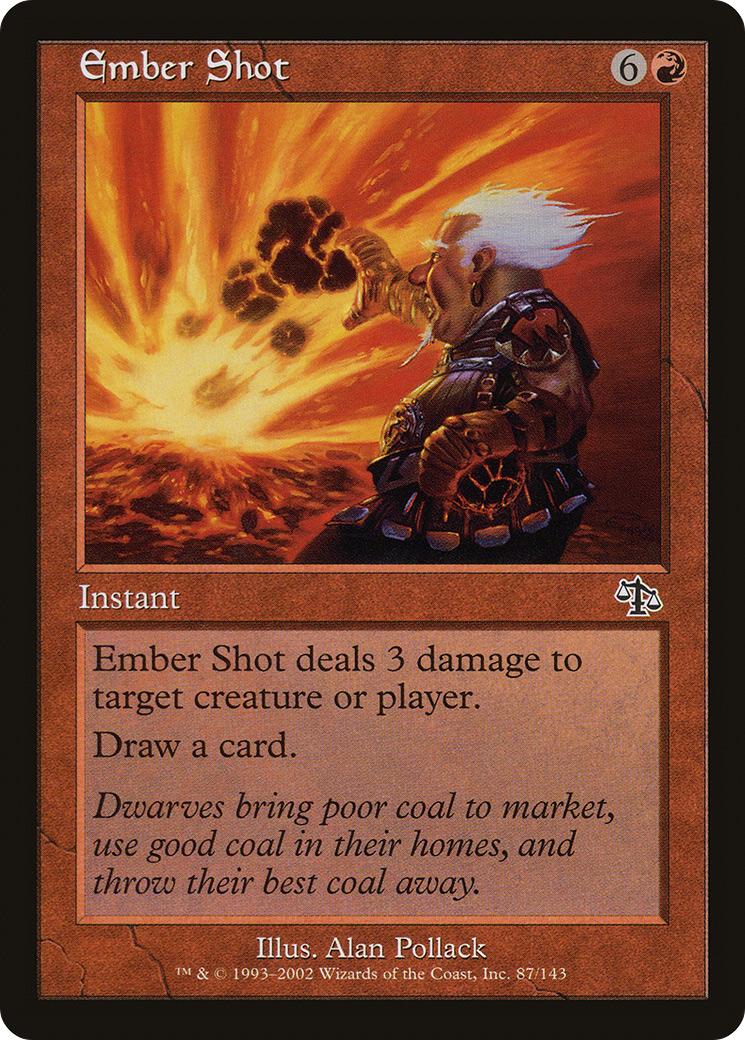 Ember Shot
6
Instant
Ember Shot deals 3 damage to
target creature or player.
Draw a card.
Dwarves bring poor coal to market,
use good coal in their homes, and
throw their best coal away.
Illus. Alan Pollack
™ & © 1993–2002 Wizards of the Coast, Inc. 87/143